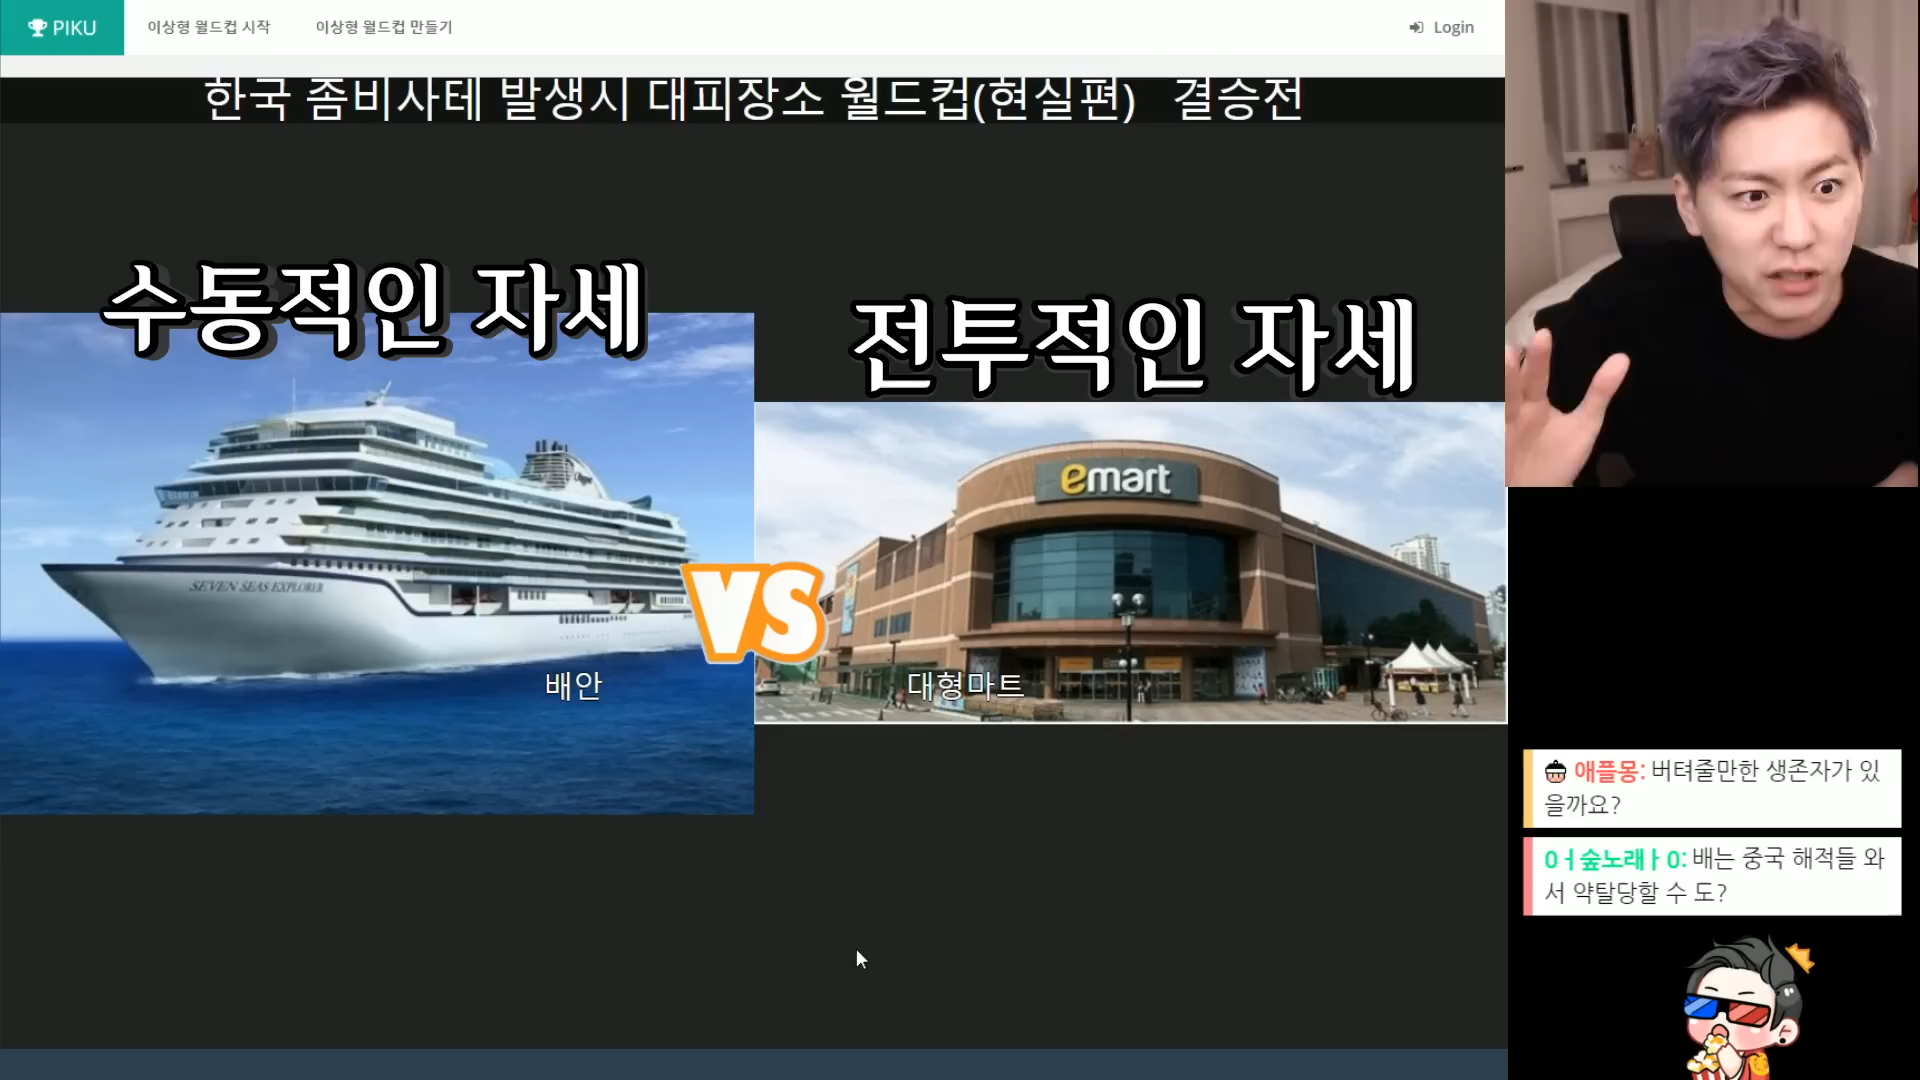 PIKU
이상형 월드컵 시작
이상형 월드컵 만들기
Login
한국 좀비사테 발생시 대피장소 월드컵(현실편) 결승전
수동적인 자세
전투적인 자세
emart
SEVEN SEAS EXPLORER
VS
배안
대형마트
애플몽: 버텨줄만한 생존자가 있
을까요?
0ㅓ숲노래ㅏ0: 배는 중국 해적들 와
서 약탈당할 수 도?